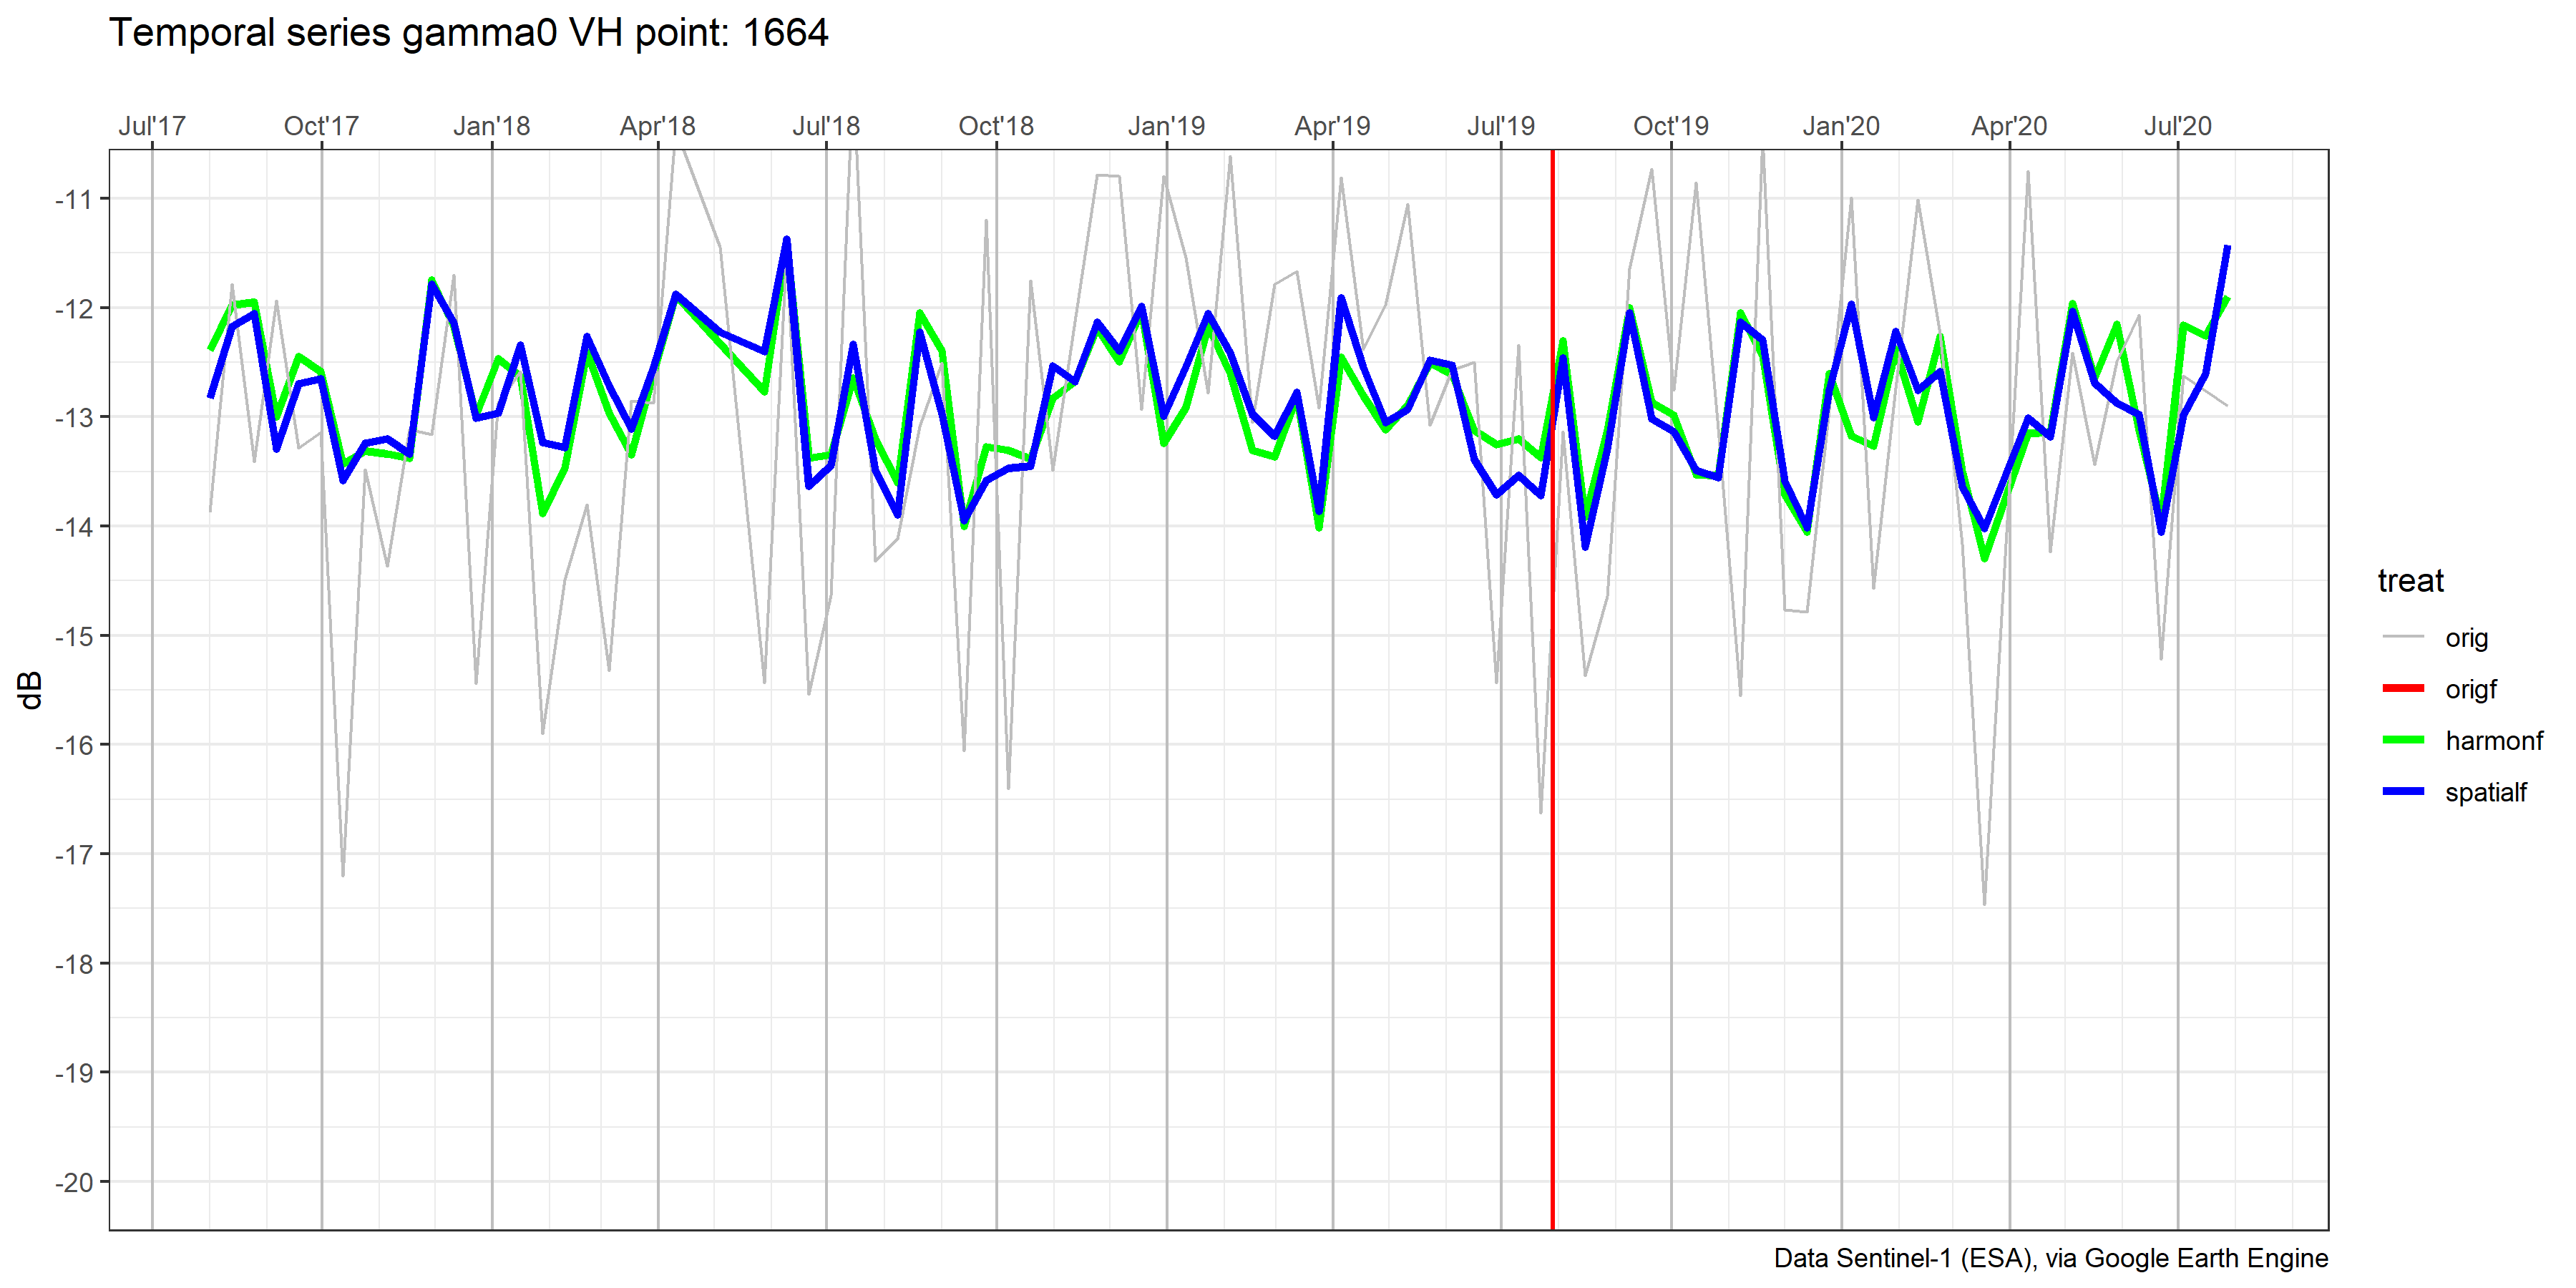 Temporal series gamma0 VH point: 1664
Jul'17 Oct'17 Jan'18 Apr'18 Jul'18 Oct'18 Jan'19 Apr'19 Jul'19 Oct'19 Jan'20 Apr'20 Jul'20
-11
-12
-13
-14
-15
-16
-17
-18
-19
-20
dB
treat
orig
origf
harmonf
spatialf
Data Sentinel-1 (ESA), via Google Earth Engine